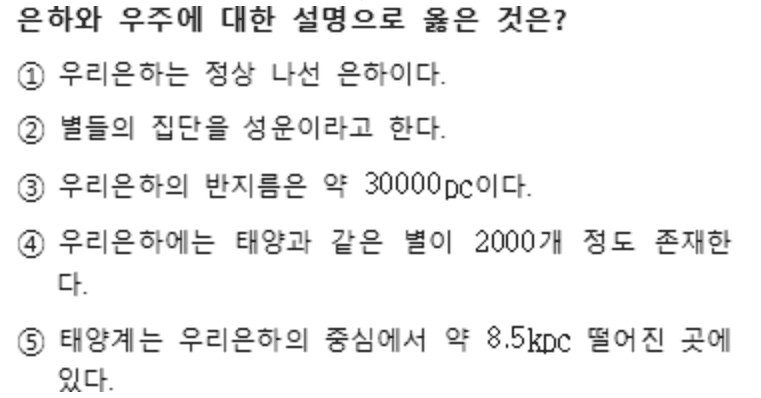 은하와 우주에 대한 설명으로 옳은 것은?
① 우리은하는 정상 나선 은하이다.
② 별들의 집단을 성운이라고 한다.
③ 우리은하의 반지름은 약 30000pc이다.
④ 우리은하에는 태양과 같은 별이 2000개 정도 존재한
다.
⑤ 태양계는 우리은하의 중심에서 약 8.5kpc 떨어진 곳에
있다.